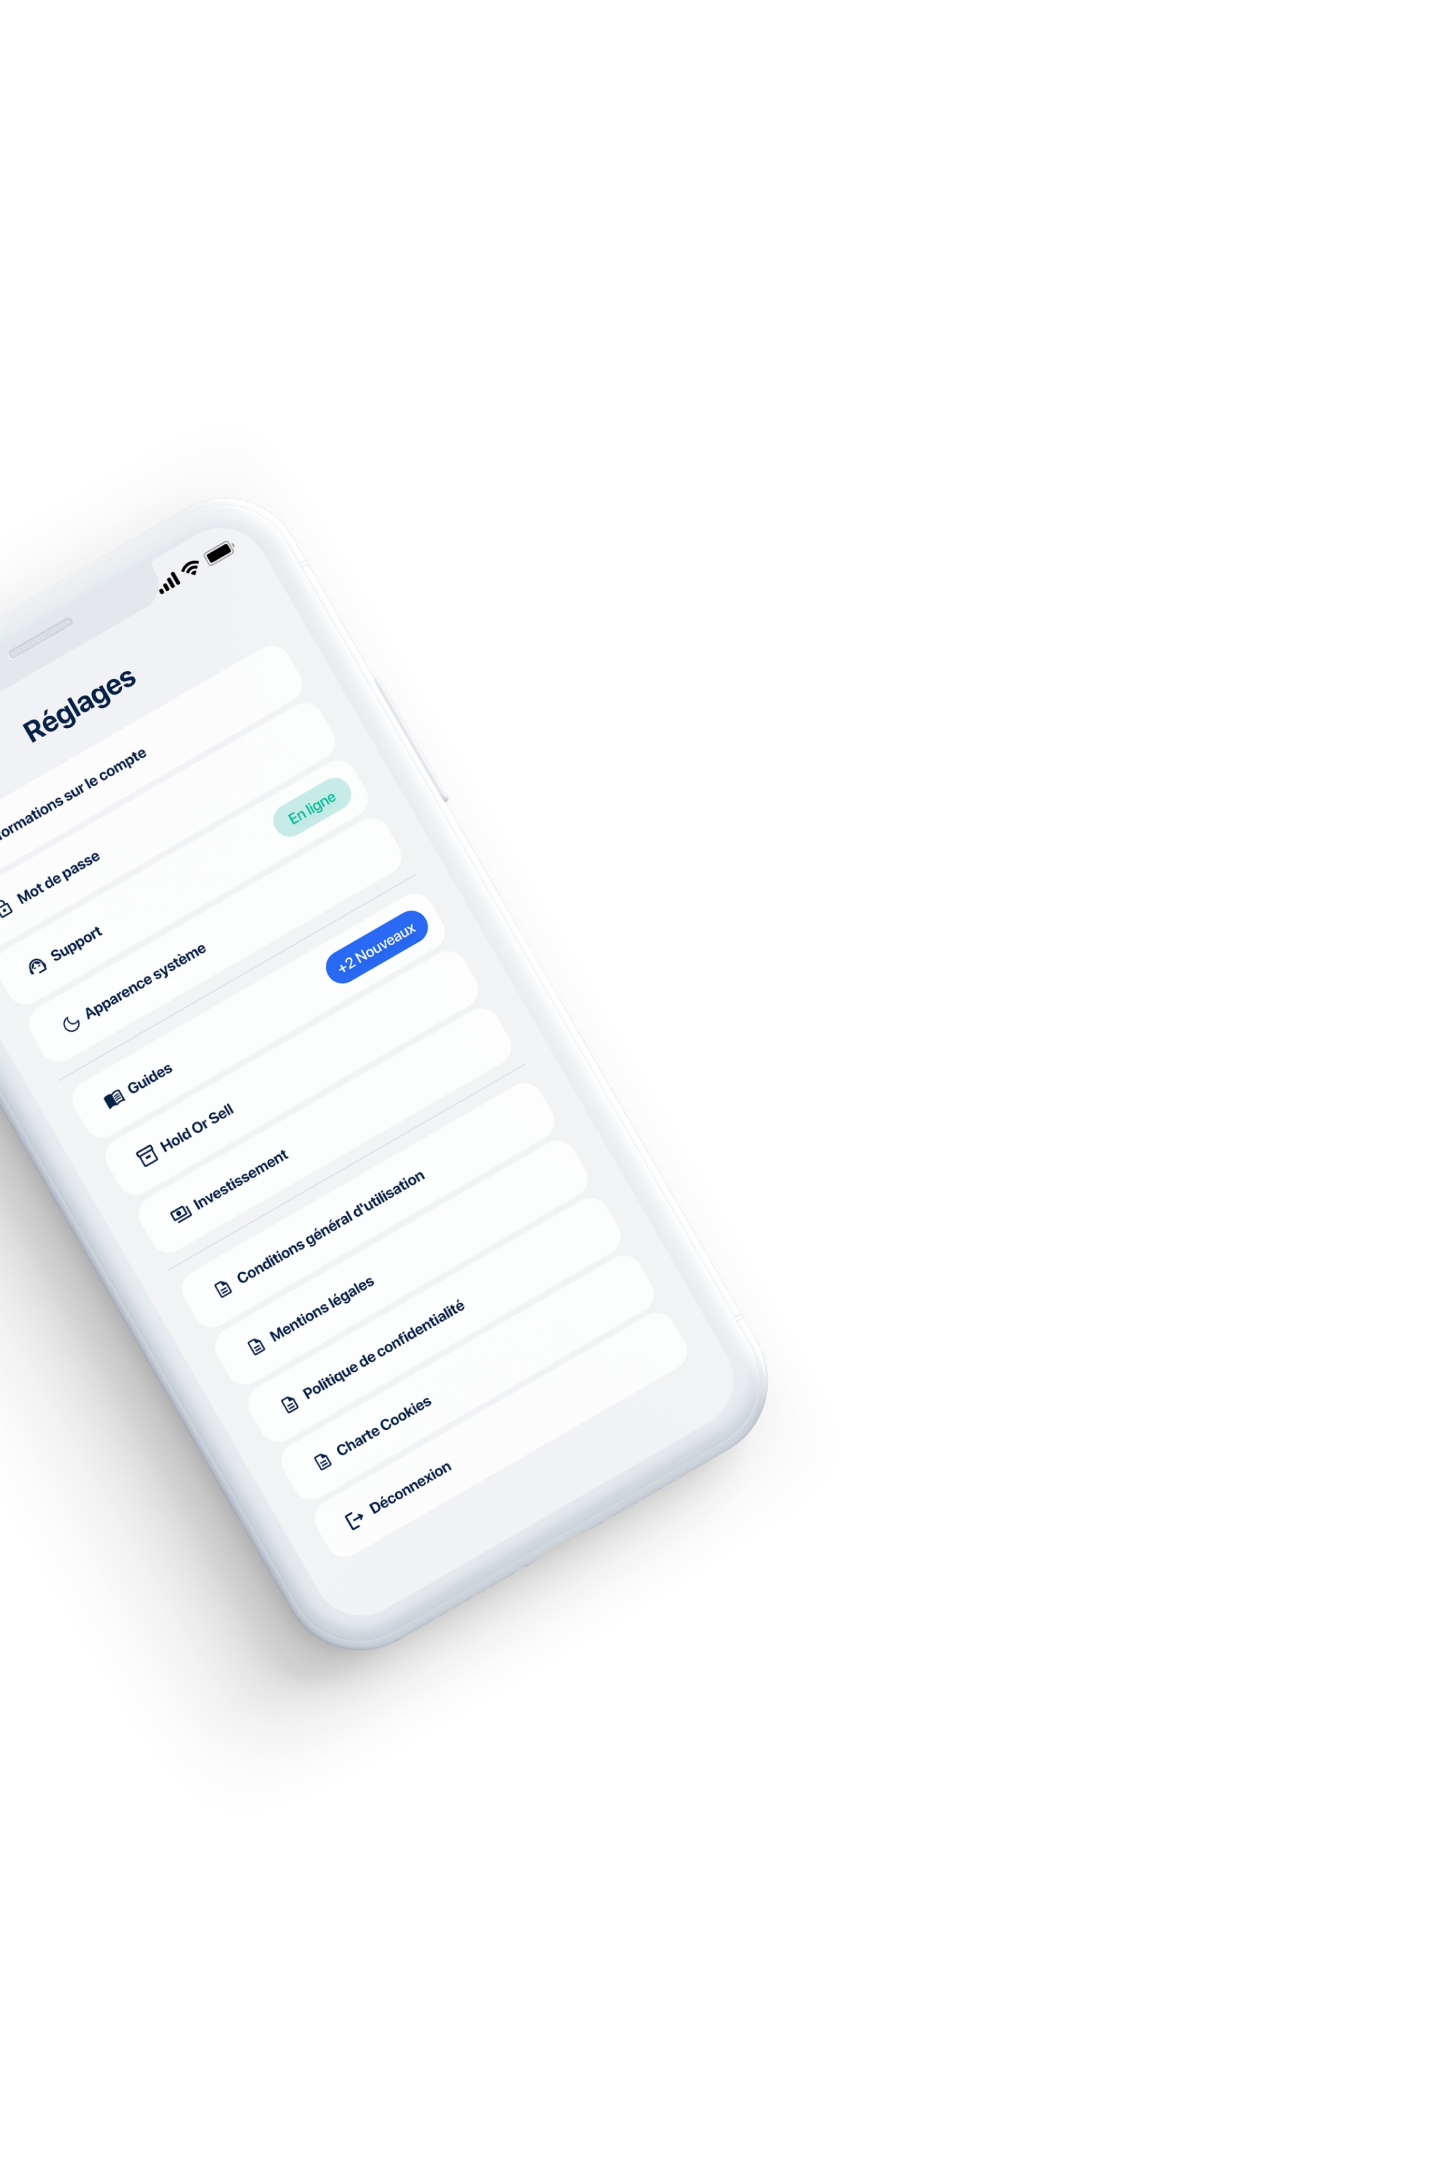 Réglages
ormations sur le compte
Mot de passe
Support
En ligne
Apparence système
Guides
+2 Nouveaux
Hold Or Sell
Investissement
Conditions général d'utilisation
Mentions légales
Politique de confidentialité
Charte Cookies
Déconnexion